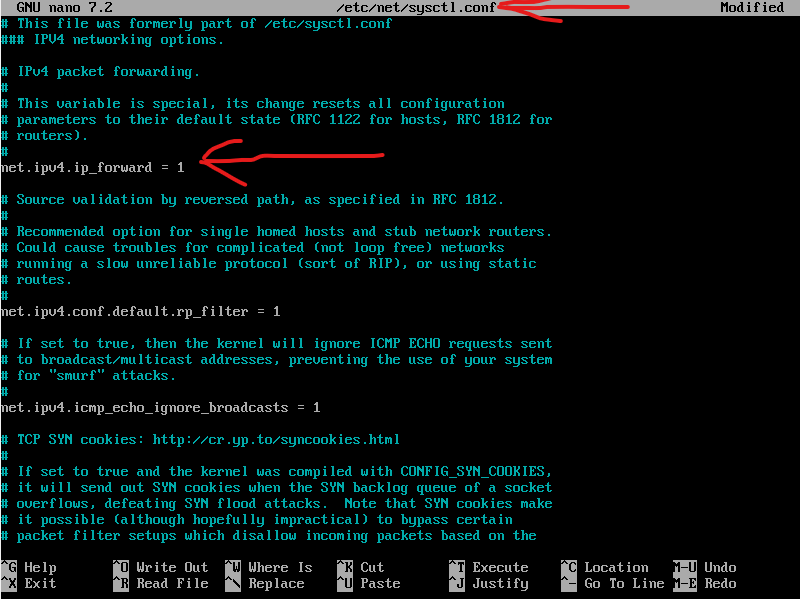 GNU nano 7.2 /etc/net/sysctl.conf Modified
# This file was formerly part of /etc/sysctl.conf
### IPV4 networking options.
# IPv4 packet forwarding.
#
# This variable is special, its change resets all configuration
# parameters to their default state (RFC 1122 for hosts, RFC 1812 for
# routers).
#
net.ipv4.ip_forward = 1
# Source validation by reversed path, as specified in RFC 1812.
#
# Recommended option for single homed hosts and stub network routers.
# Could cause troubles for complicated (not loop free) networks
# running a slow unreliable protocol (sort of RIP), or using static
# routes.
#
net.ipv4.conf.default.rp_filter = 1
# If set to true, then the kernel will ignore ICMP ECHO requests sent
# to broadcast/multicast addresses, preventing the use of your system
# for "smurf" attacks.
#
net.ipv4.icmp_echo_ignore_broadcasts = 1
# TCP SYN cookies: http://cr.yp.to/syncookies.html
#
# If set to true and the kernel was compiled with CONFIG_SYN_COOKIES,
# it will send out SYN cookies when the SYN backlog queue of a socket
# overflows, defeating SYN flood attacks.  Note that SYN cookies make
# it possible (although hopefully impractical) to bypass certain
# packet filter setups which disallow incoming packets based on the
^G Help ^O Write Out ^W Where Is ^K Cut ^T Execute ^C Location M-U Undo
^X Exit ^R Read File ^\ Replace ^U Paste ^J Justify ^- Go To Line M-E Redo